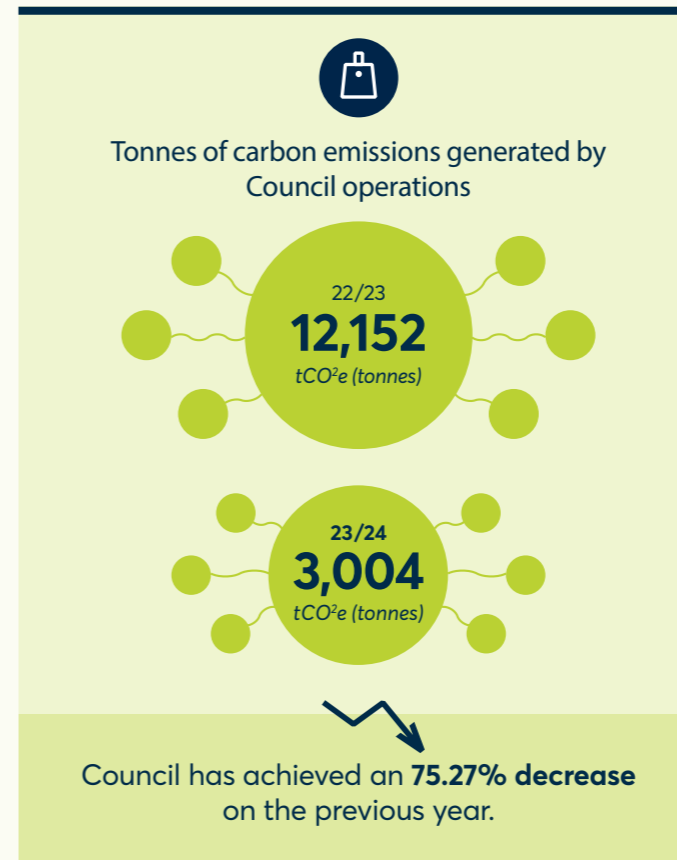 Tonnes of carbon emissions generated by
Council operations
22/23
12,152
tCO²e (tonnes)
23/24
3,004
tCO²e (tonnes)
Council has achieved an 75.27% decrease
on the previous year.